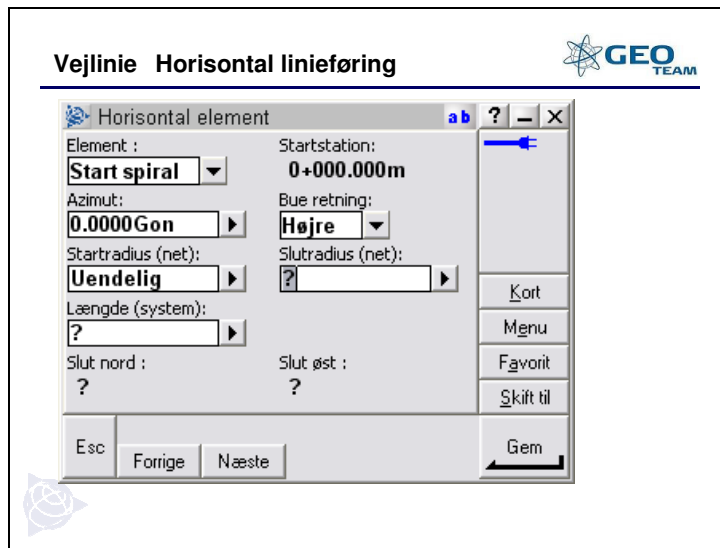 Vejlinie Horisontal linieføring
GEO
TEAM
Horisontal element
ab ? – ×
Element :
Startstation:
Start spiral
0+000.000m
Azimut:
Bue retning:
0.0000Gon
Højre
Startradius (net):
Slutradius (net):
Uendelig
?
Længde (system):
?
Slut nord :
Slut øst :
?
?
Kort
Menu
Favorit
Skift til
Esc
Forrige
Næste
Gem